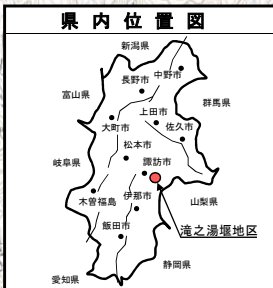 県内位置図
新潟県
長野市
中野市
富山県
群馬県
上田市
大町市
佐久市
松本市
岐阜県
諏訪市
木曽福島
伊那市
山梨県
滝之湯堰地区
飯田市
静岡県
愛知県